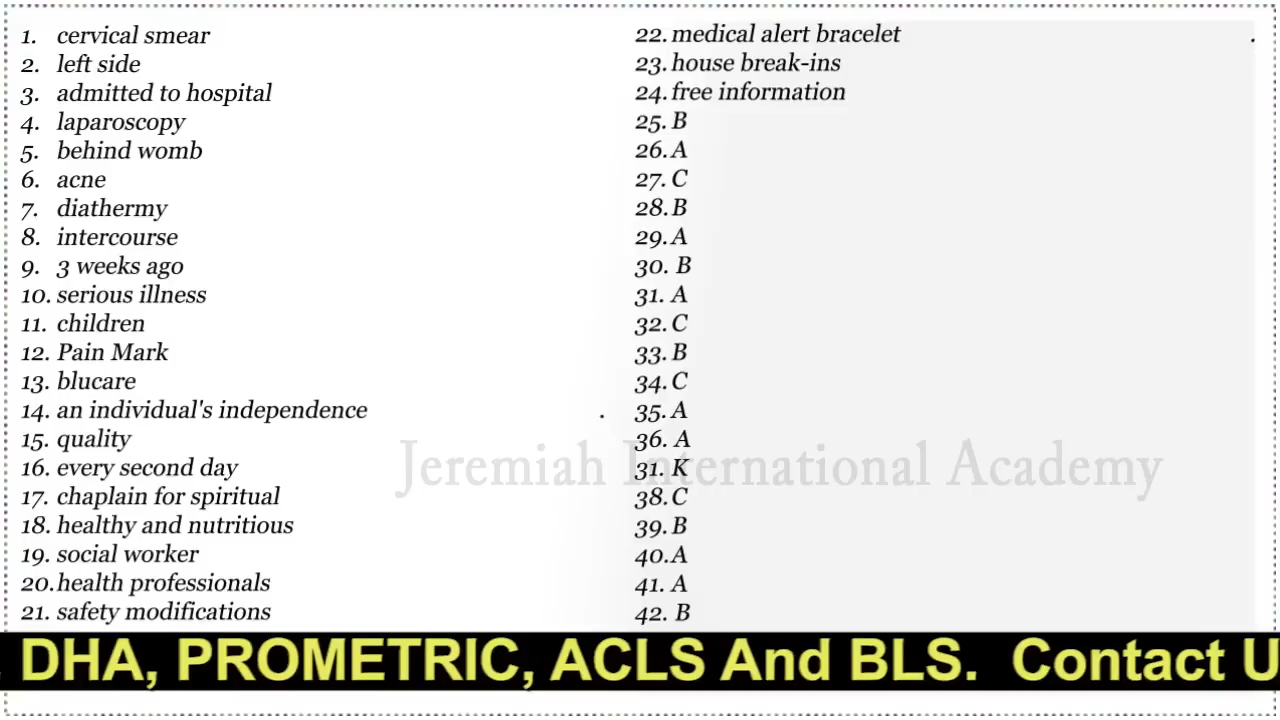 1. cervical smear
2. left side
3. admitted to hospital
4. laparoscopy
5. behind womb
6. acne
7. diathermy
8. intercourse
9. 3 weeks ago
10. serious illness
11. children
12. Pain Mark
13. blucare
14. an individual's independence .
15. quality
16. every second day
17. chaplain for spiritual
18. healthy and nutritious
19. social worker
20. health professionals
21. safety modifications
22. medical alert bracelet .
23. house break-ins
24. free information
25. B
26. A
27. C
28. B
29. A
30. B
31. A
32. C
33. B
34. C
35. A
36. A
31. K
38. C
39. B
40. A
41. A
42. B
Jeremiah International Academy
. DHA, PROMETRIC, ACLS And BLS. Contact U